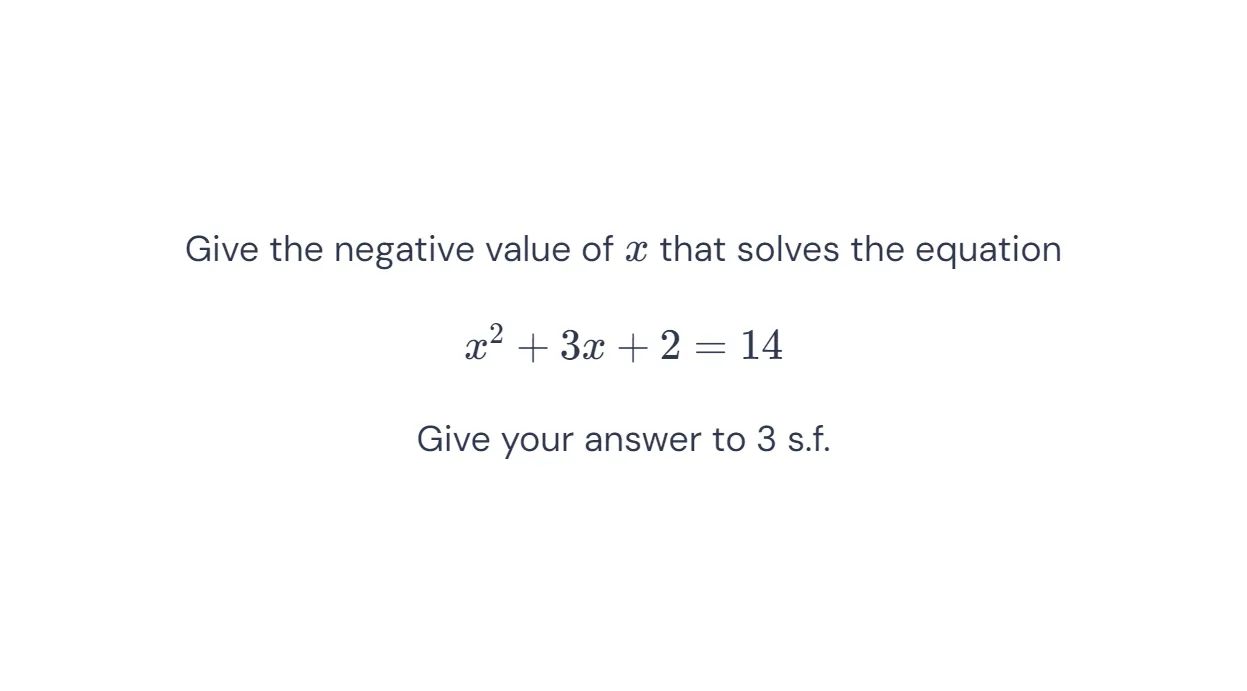 Give the negative value of x that solves the equation
x² + 3x + 2 = 14
Give your answer to 3 s.f.